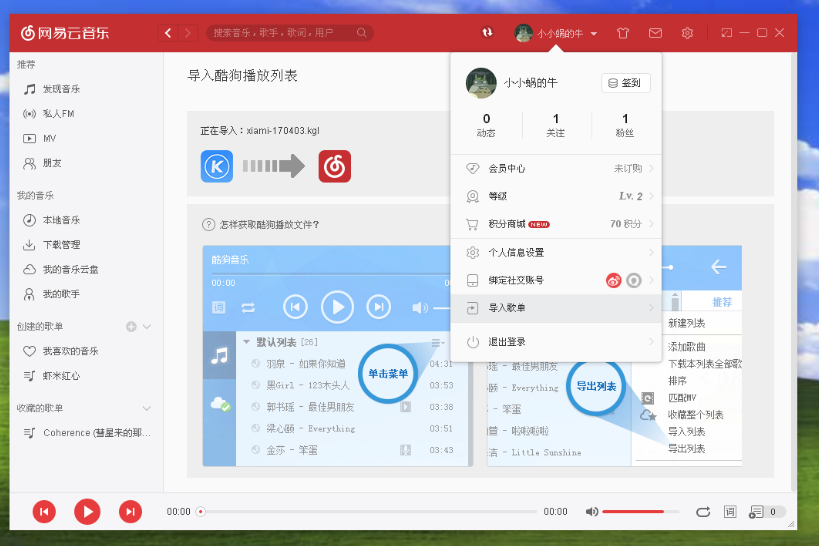 网易云音乐
搜索音乐，歌手，歌词，用户
小小蜗的牛
推荐
发现音乐
私人FM
MV
朋友
我的音乐
本地音乐
下载管理
我的音乐云盘
我的歌手
创建的歌单
我喜欢的音乐
虾米红心
收藏的歌单
Coherence (彗星来的那...
导入酷狗播放列表
正在导入：xiami-170403.kgl
K
怎样获取酷狗播放文件？
酷狗音乐
00:00
默认列表 [26]
羽泉 - 如果你知道 04:31
黑Girl - 123木头人 03:53
郭书瑶 - 最佳男朋友 03:38
梁心颐 - Everything 03:51
金莎 - 笨蛋 03:43
单击菜单
小小蜗的牛
签到
0 1 1
动态 关注 粉丝
会员中心 未订购
等级 Lv. 2
积分商城 NEW 70 积分
个人信息设置
绑定社交账号
导入歌单
退出登录
推荐
新建列表
添加歌曲
下载本列表全部歌
排序
匹配MV
收藏整个列表
导入列表
导出列表
导出列表
- 最佳男朋友
- Everything
- 笨蛋
- 啦啦啦啦
- Little Sunshine
00:00 00:00
词
0